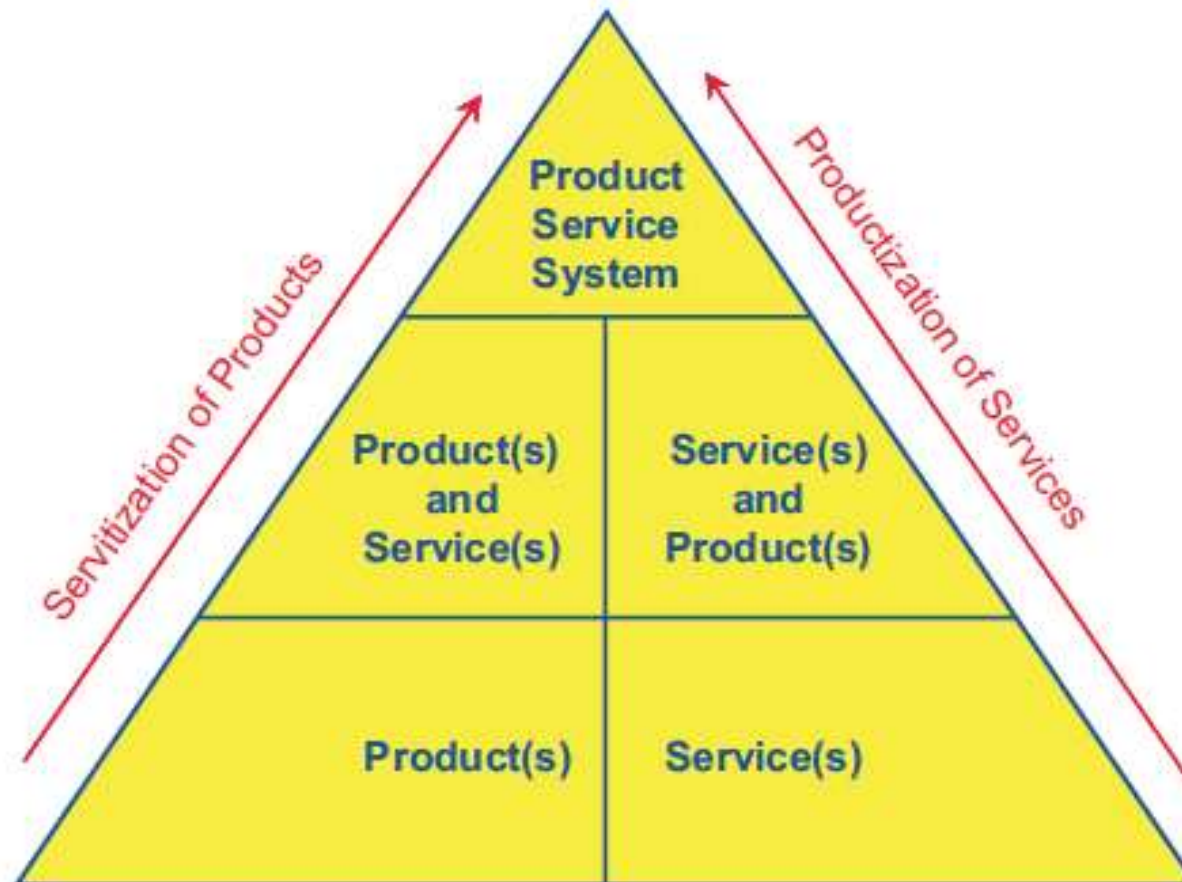 Product
Service
System
Servitization of Products
Productization of Services
Product(s)
and
Service(s)
Service(s)
and
Product(s)
Product(s)
Service(s)